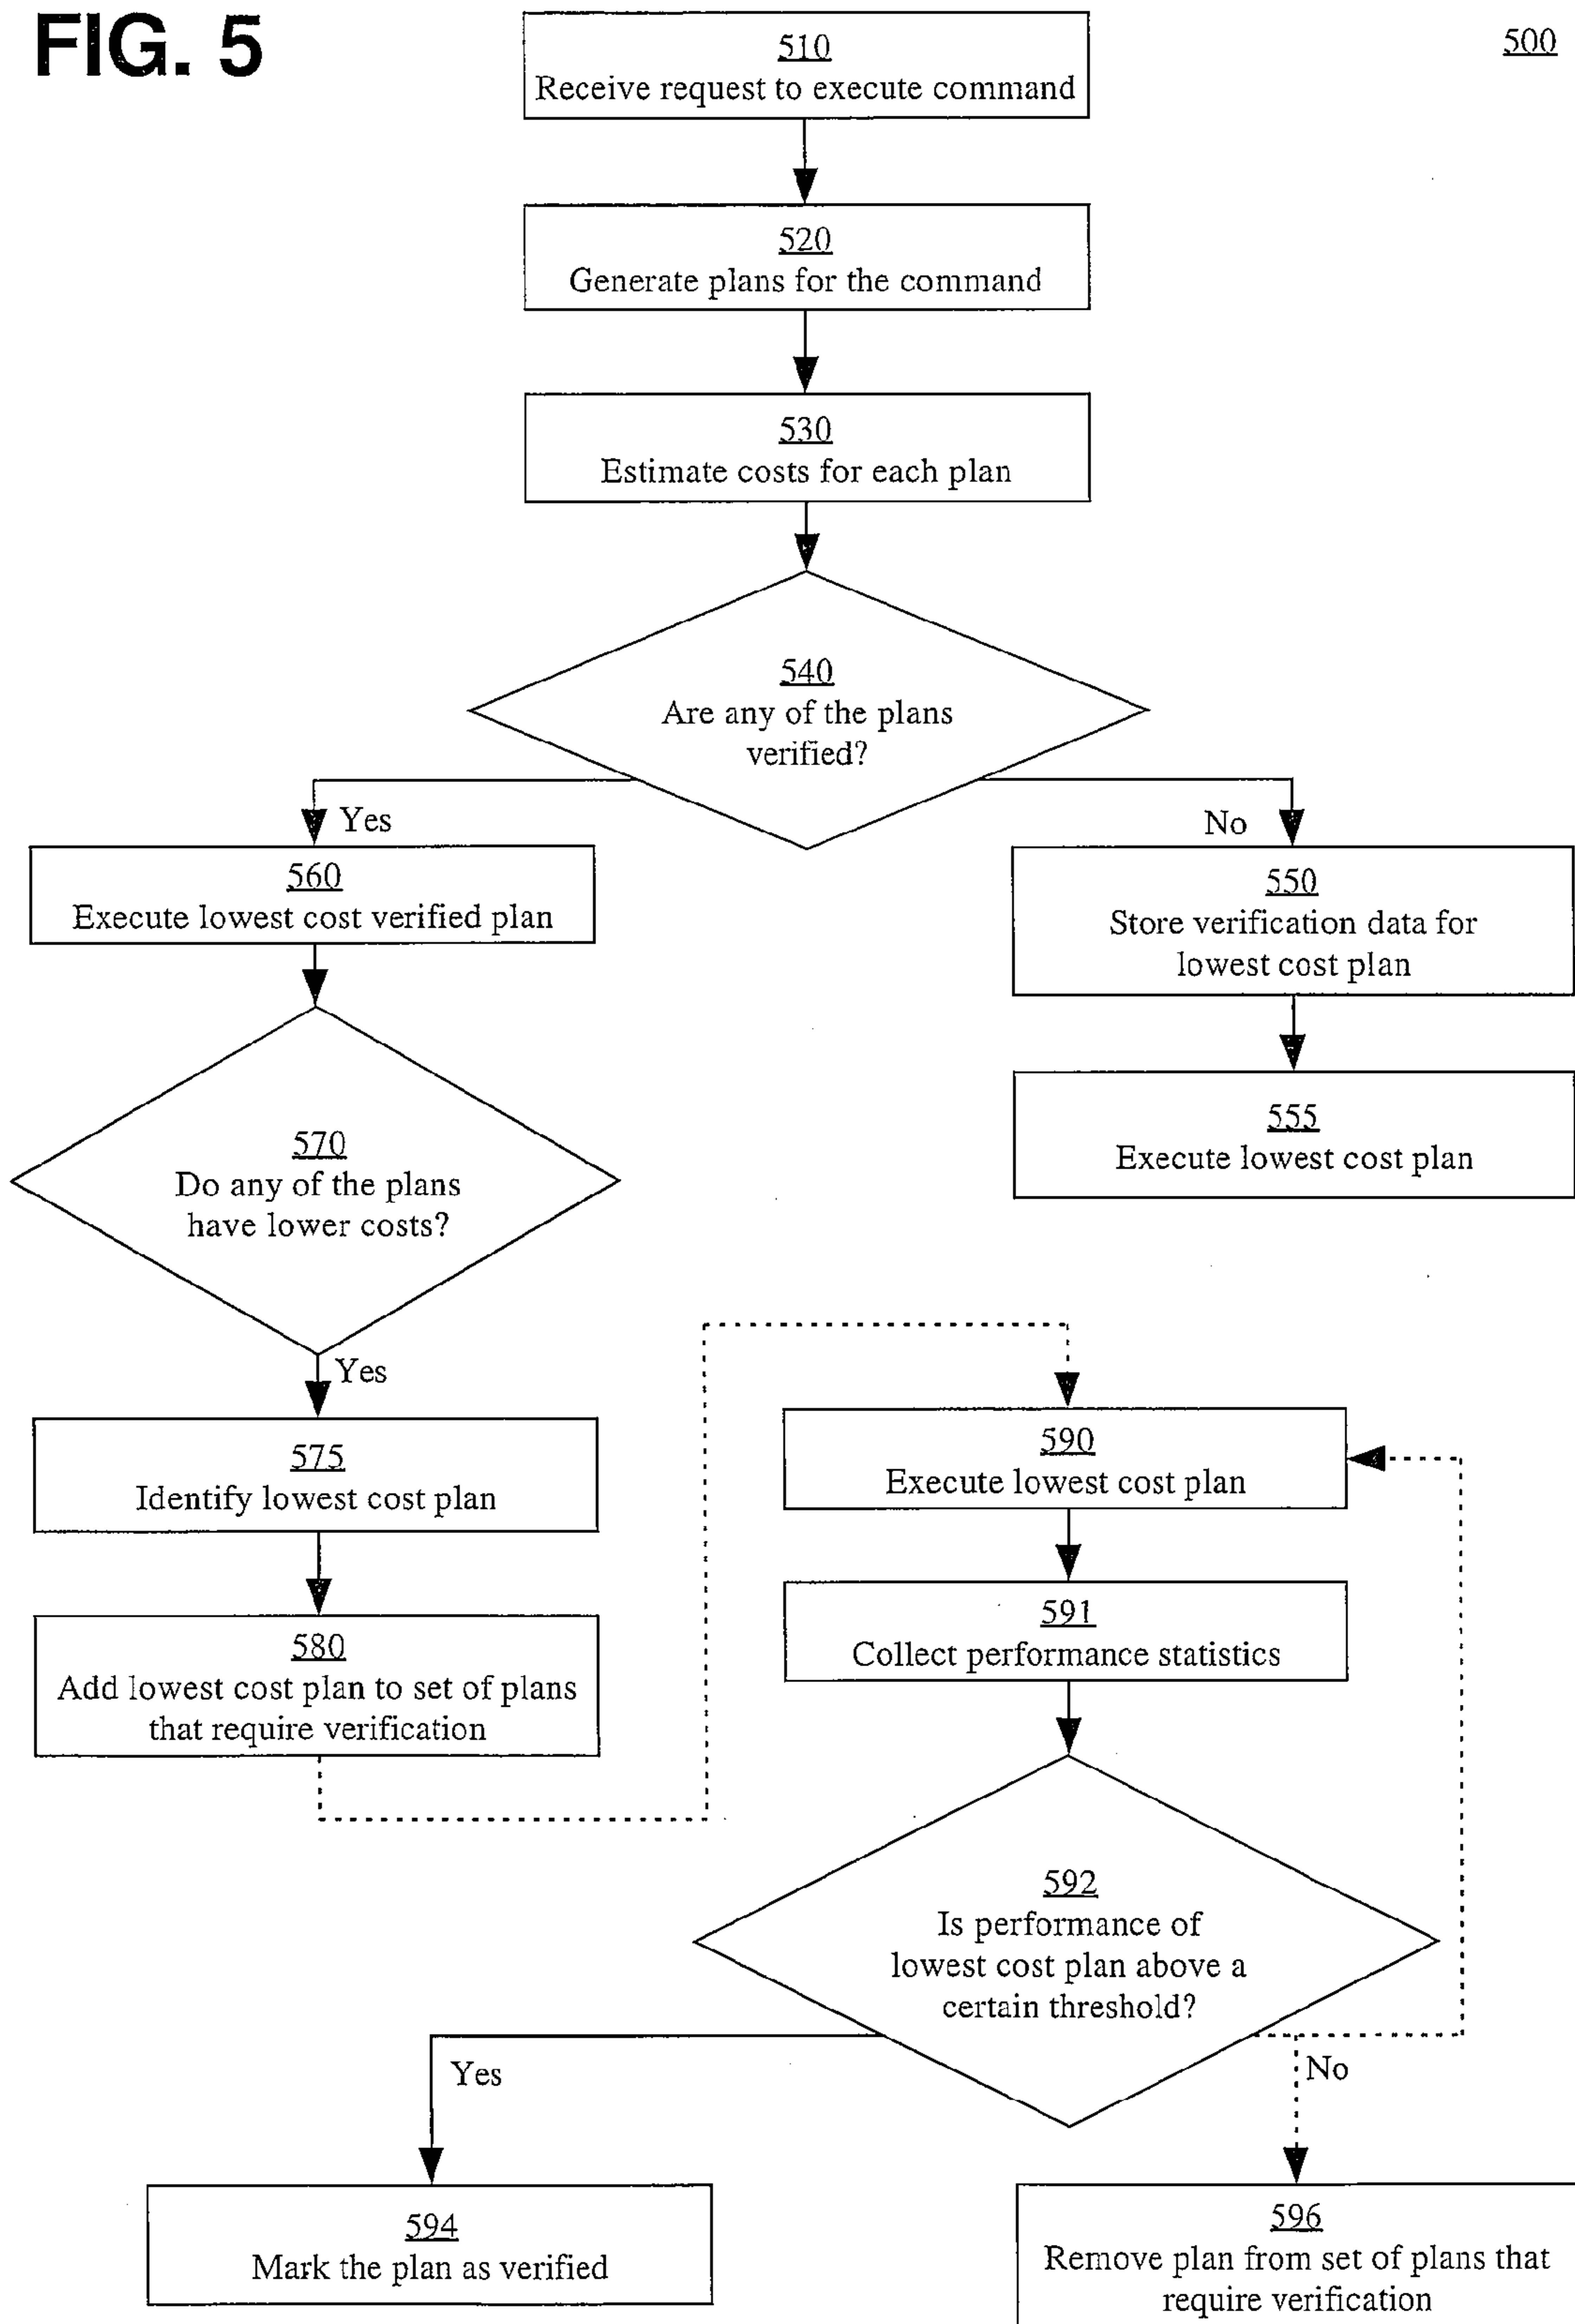 FIG. 5
500
510
Receive request to execute command
520
Generate plans for the command
530
Estimate costs for each plan
540
Are any of the plans
verified?
Yes
No
560
Execute lowest cost verified plan
550
Store verification data for
lowest cost plan
555
Execute lowest cost plan
570
Do any of the plans
have lower costs?
Yes
575
Identify lowest cost plan
580
Add lowest cost plan to set of plans
that require verification
590
Execute lowest cost plan
591
Collect performance statistics
592
Is performance of
lowest cost plan above a
certain threshold?
Yes
No
594
Mark the plan as verified
596
Remove plan from set of plans that
require verification